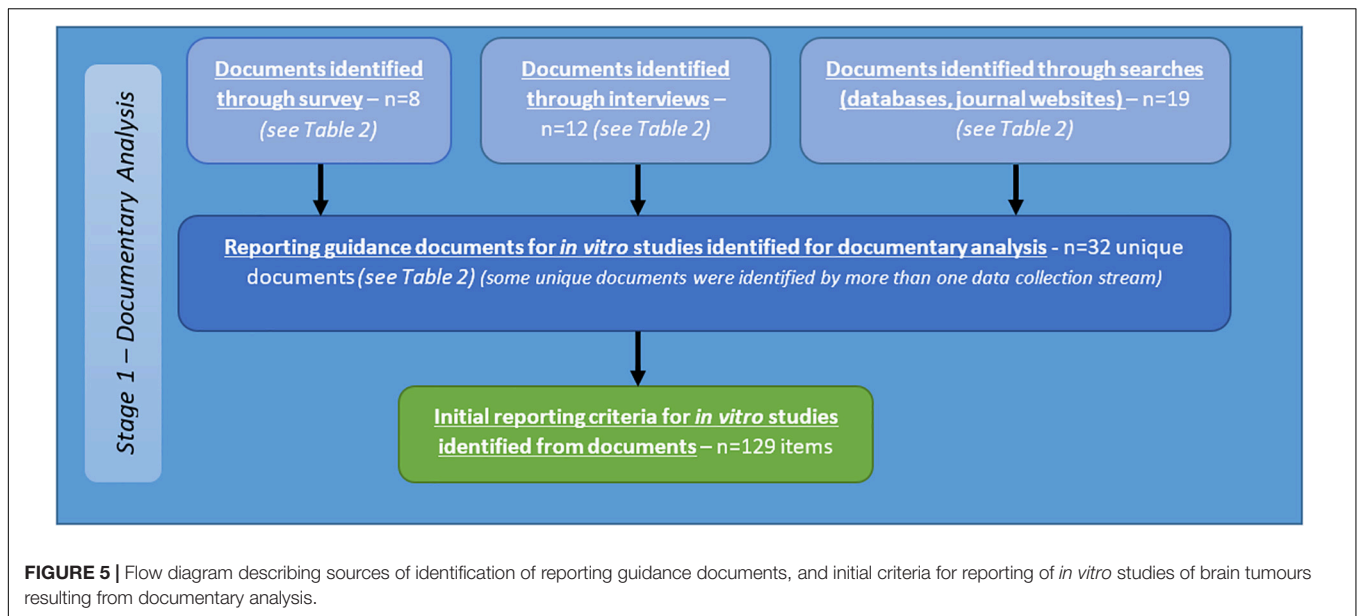 Stage 1 – Documentary Analysis
Documents identified
through survey – n=8
(see Table 2)
Documents identified
through interviews –
n=12 (see Table 2)
Documents identified through searches
(databases, journal websites) – n=19
(see Table 2)
Reporting guidance documents for in vitro studies identified for documentary analysis - n=32 unique
documents (see Table 2) (some unique documents were identified by more than one data collection stream)
Initial reporting criteria for in vitro studies
identified from documents – n=129 items
FIGURE 5 | Flow diagram describing sources of identification of reporting guidance documents, and initial criteria for reporting of in vitro studies of brain tumours
resulting from documentary analysis.